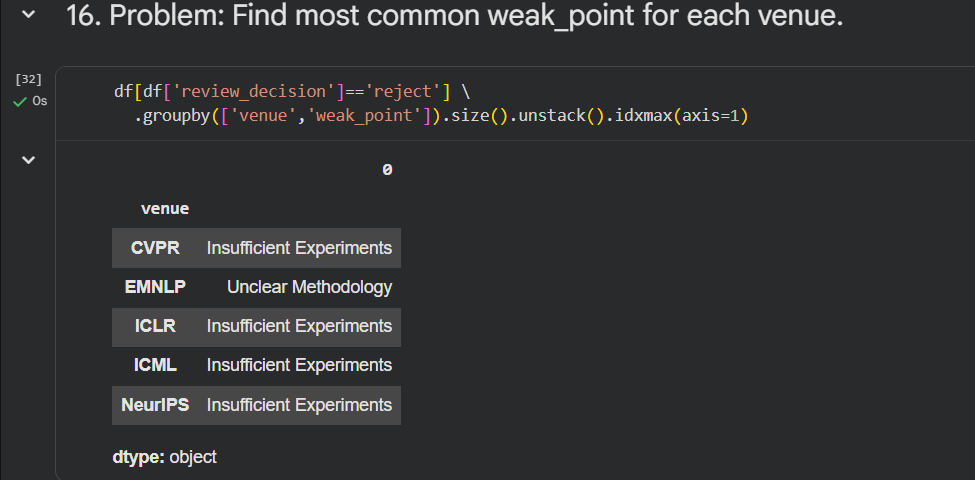 16. Problem: Find most common weak_point for each venue.
[32]
0s
df[df['review_decision']=='reject'] \
.groupby(['venue','weak_point']).size().unstack().idxmax(axis=1)
0
venue
CVPR Insufficient Experiments
EMNLP Unclear Methodology
ICLR Insufficient Experiments
ICML Insufficient Experiments
NeurIPS Insufficient Experiments
dtype: object